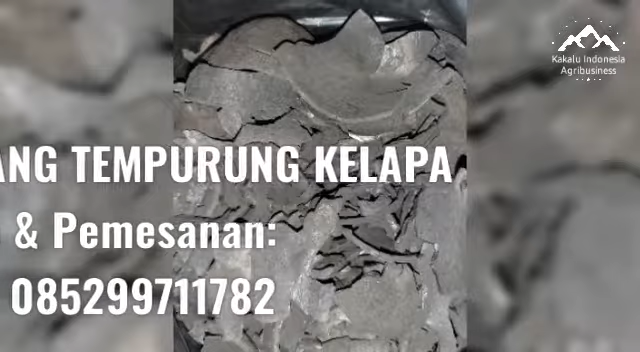 Kakalu Indonesia
Agribusiness
ANG TEMPURUNG KELAPA
& Pemesanan:
085299711782